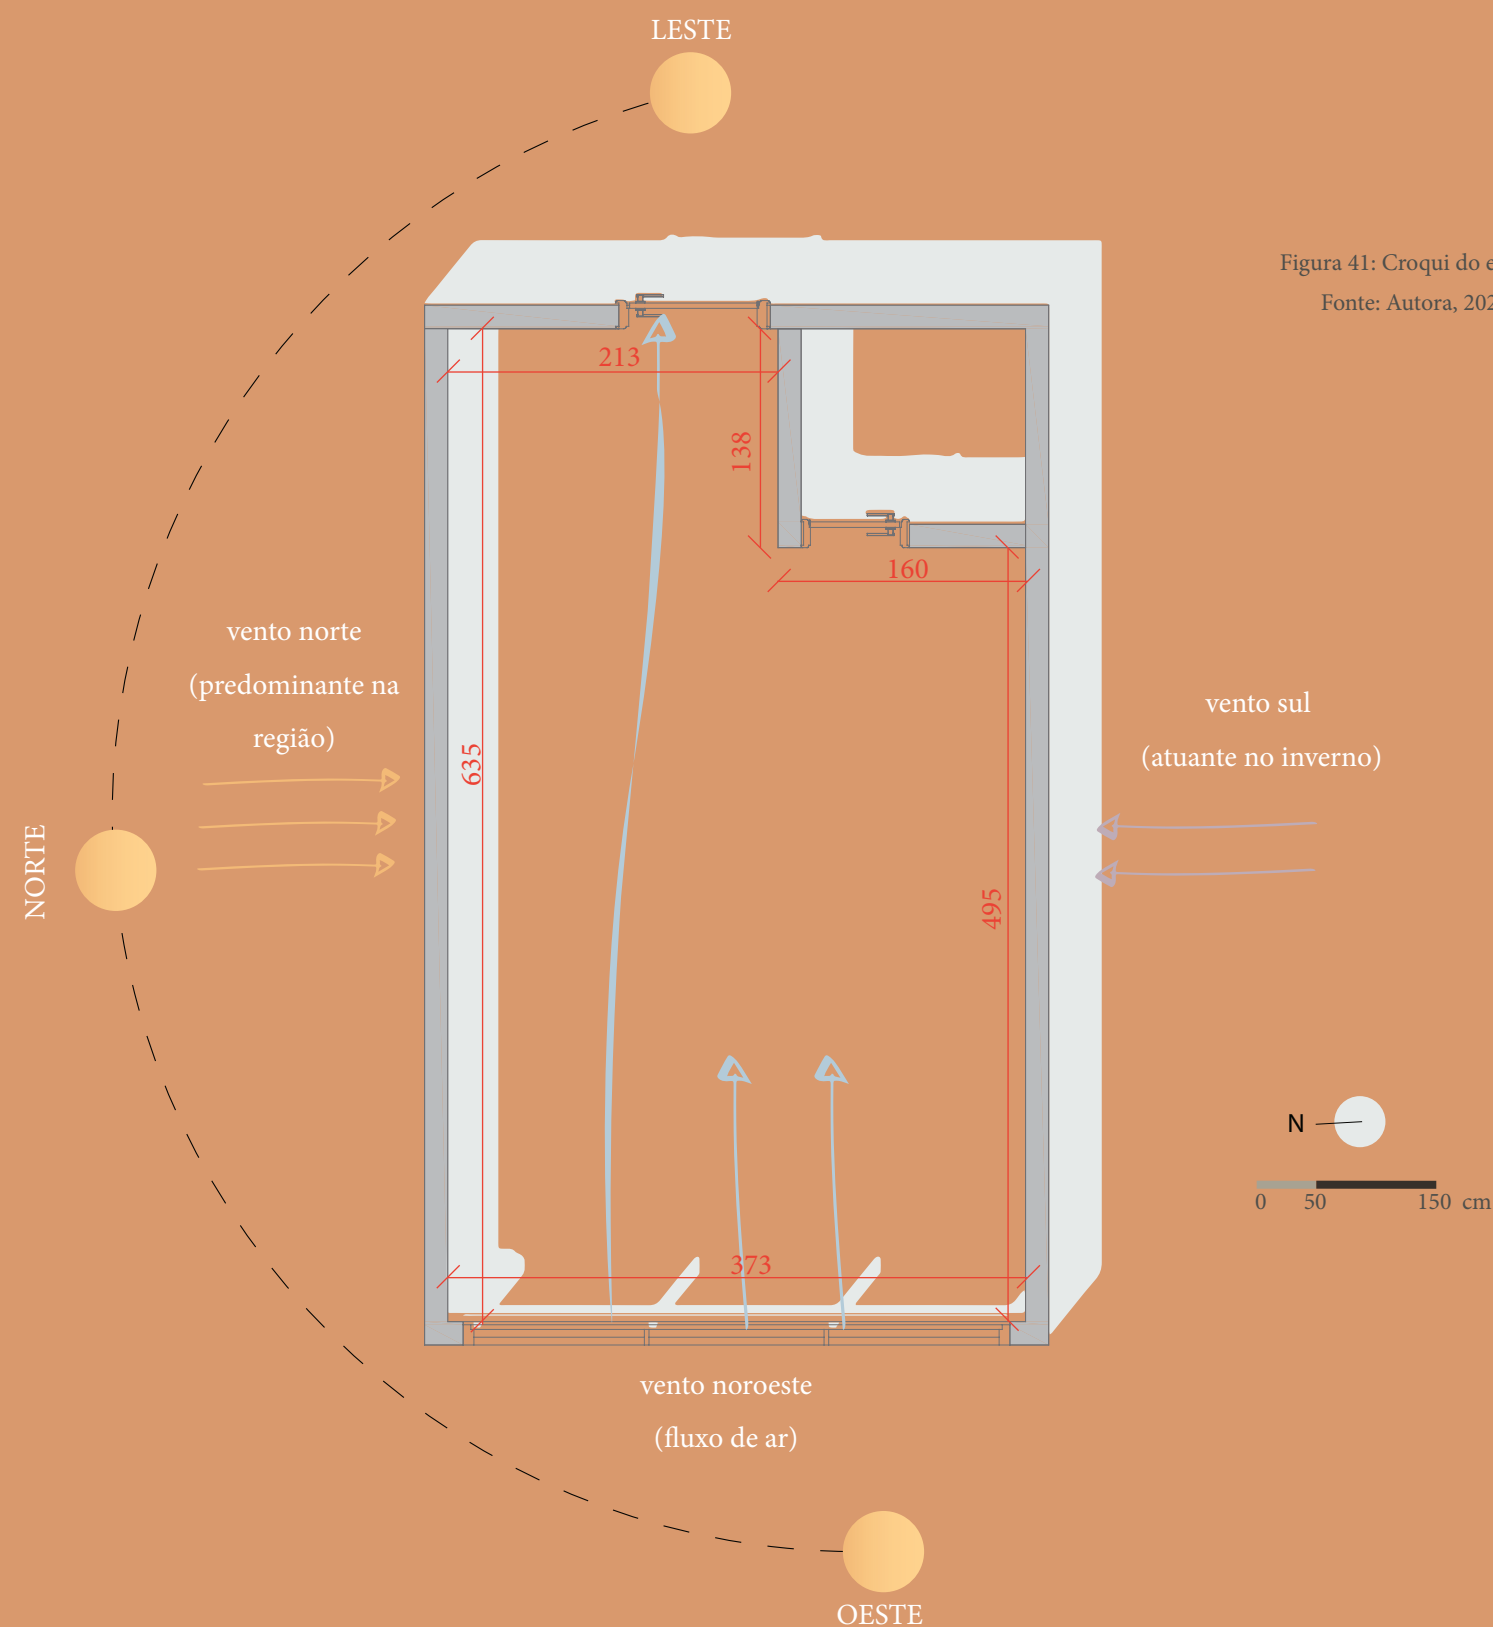 LESTE
Figura 41: Croqui do
Fonte: Autora,
213
138
160
vento norte
(predominante na
região)
vento sul
(atuante no inverno)
635
NORTE
495
N
0 50 150 cm
373
vento noroeste
(fluxo de ar)
OESTE